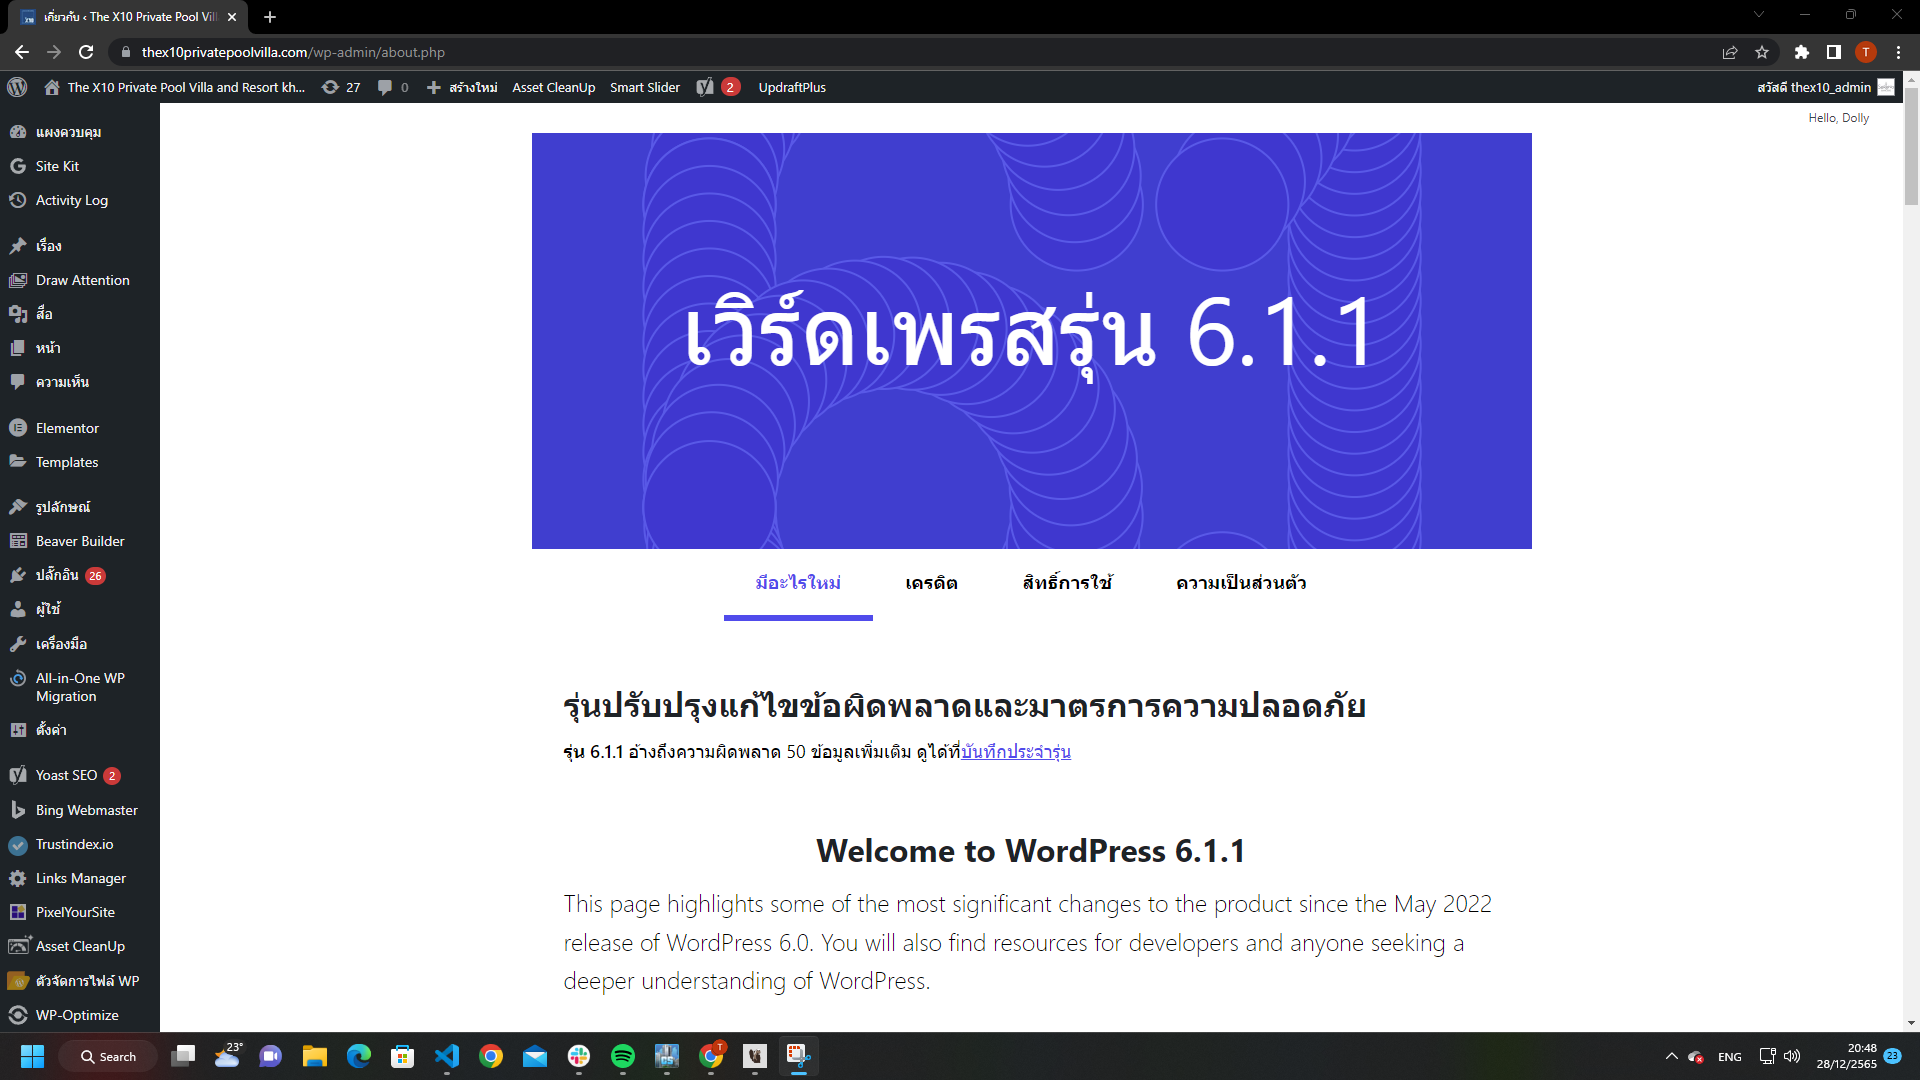 เกี่ยวกับ ‹ The X10 Private Pool Vill
thex10privatepoolvilla.com/wp-admin/about.php
T
The X10 Private Pool Villa and Resort kh... 27 0 สร้างใหม่ Asset CleanUp Smart Slider 2 UpdraftPlus สวัสดี thex10_admin
Hello, Dolly
แผงควบคุม
Site Kit
Activity Log
เรื่อง
Draw Attention
สื่อ
หน้า
ความเห็น
Elementor
Templates
รูปลักษณ์
Beaver Builder
ปลั๊กอิน 26
ผู้ใช้
เครื่องมือ
All-in-One WP
Migration
ตั้งค่า
Yoast SEO 2
Bing Webmaster
Trustindex.io
Links Manager
PixelYourSite
Asset CleanUp
ตัวจัดการไฟล์ WP
WP-Optimize
เวิร์ดเพรสรุ่น 6.1.1
มีอะไรใหม่ เครดิต สิทธิ์การใช้ ความเป็นส่วนตัว
รุ่นปรับปรุงแก้ไขข้อผิดพลาดและมาตรการความปลอดภัย
รุ่น 6.1.1 อ้างถึงความผิดพลาด 50 ข้อมูลเพิ่มเติม ดูได้ที่บันทึกประจำรุ่น
Welcome to WordPress 6.1.1
This page highlights some of the most significant changes to the product since the May 2022
release of WordPress 6.0. You will also find resources for developers and anyone seeking a
deeper understanding of WordPress.
Search 23° T ENG 20:48
28/12/2565 23